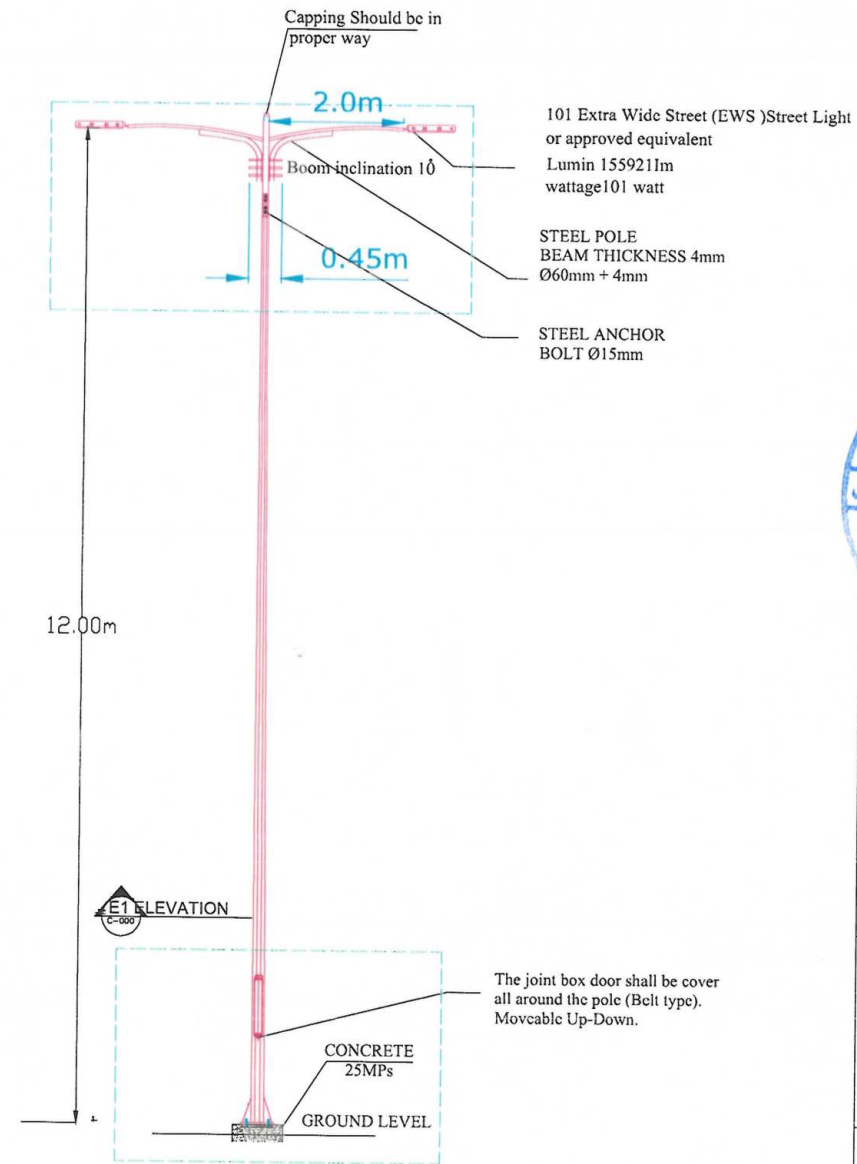 Capping Should be in
proper way
2.0m
101 Extra Wide Street (EWS )Street Light
or approved equivalent
Lumin 155921lm
wattage101 watt
Boom inclination 10°
STEEL POLE
BEAM THICKNESS 4mm
Ø60mm + 4mm
0.45m
STEEL ANCHOR
BOLT Ø15mm
12.00m
E1 ELEVATION
C-000
The joint box door shall be cover
all around the pole (Belt type).
Moveable Up-Down.
CONCRETE
25MPs
GROUND LEVEL